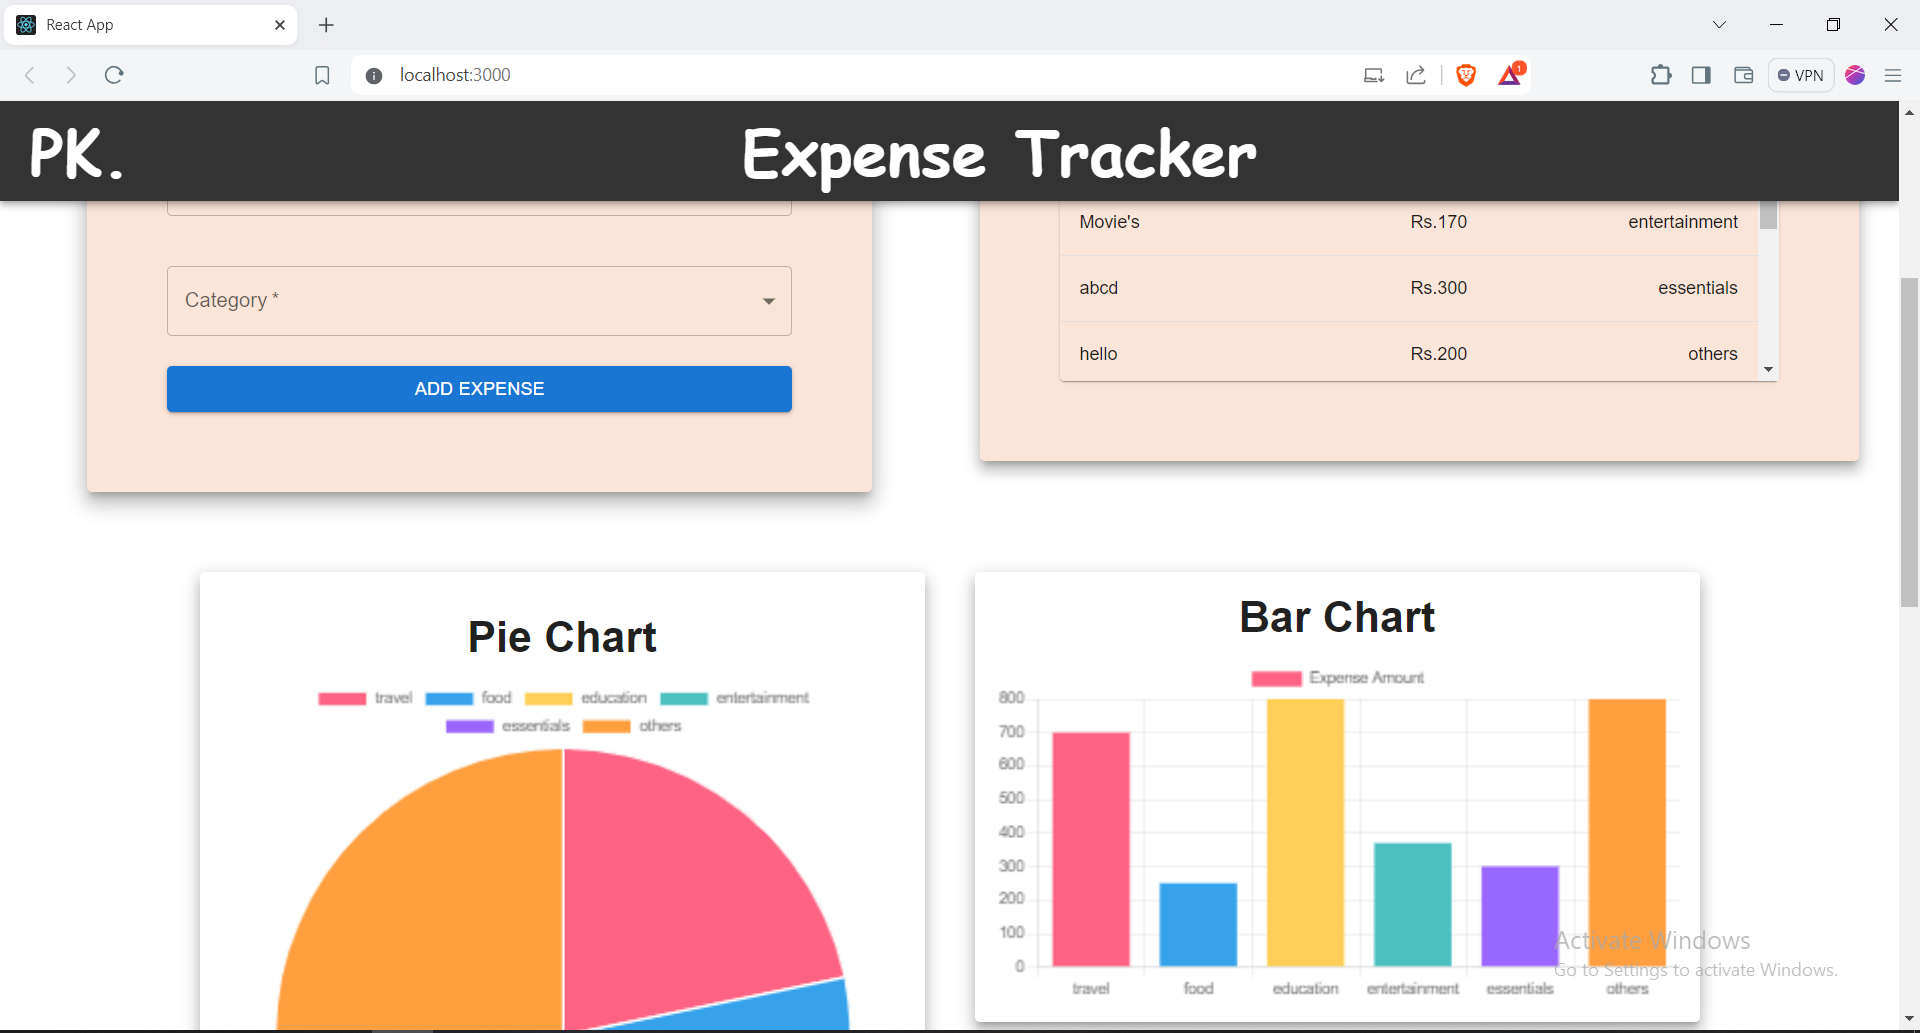 React App
localhost:3000
1
VPN
PK.
Expense Tracker
Category *
ADD EXPENSE
Movie's Rs.170 entertainment
abcd Rs.300 essentials
hello Rs.200 others
Pie Chart
travel food education entertainment
essentials others
Bar Chart
Expense Amount
800
700
600
500
400
300
200
100
0
travel food education entertainment essentials others
Activate Windows
Go to Settings to activate Windows.